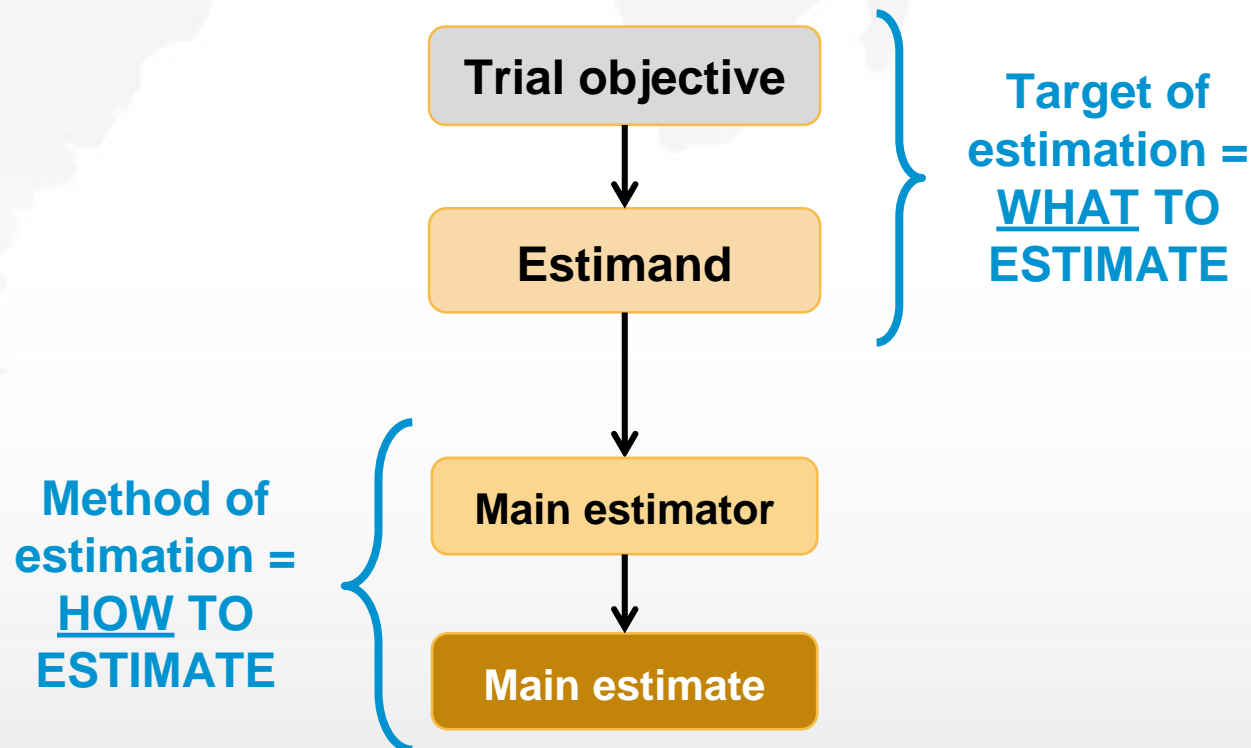 Trial objective
Target of
estimation =
WHAT TO
ESTIMATE
Estimand
Method of
estimation =
HOW TO
ESTIMATE
Main estimator
Main estimate